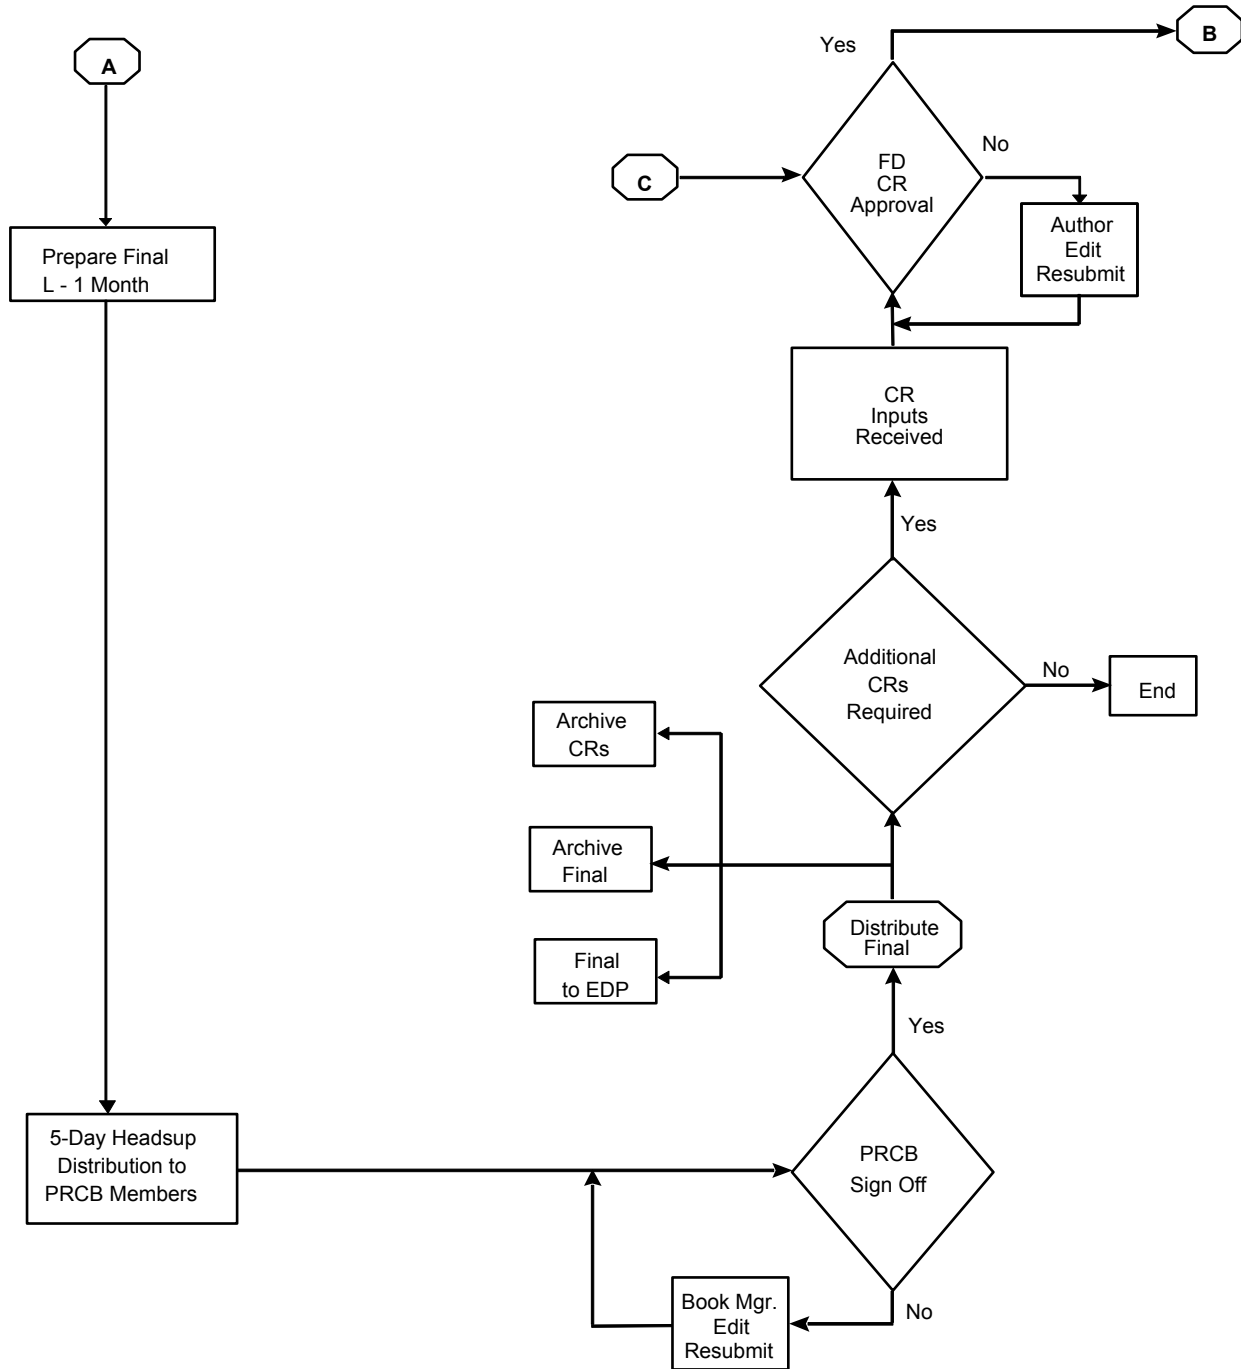 A
Prepare Final
L - 1 Month
5-Day Headsup
Distribution to
PRCB Members
Book Mgr.
Edit
Resubmit
No
PRCB
Sign Off
Yes
Distribute
Final
Archive
CRs
Archive
Final
Final
to EDP
Additional
CRs
Required
No
End
Yes
CR
Inputs
Received
C
FD
CR
Approval
No
Author
Edit
Resubmit
Yes
B